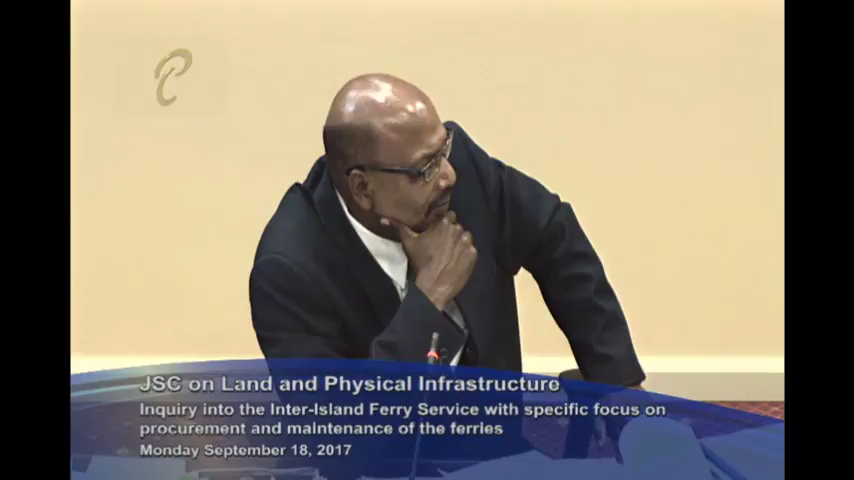 JSC on Land and Physical Infrastructure
Inquiry into the Inter-Island Ferry Service with specific focus on
procurement and maintenance of the ferries
Monday September 18, 2017